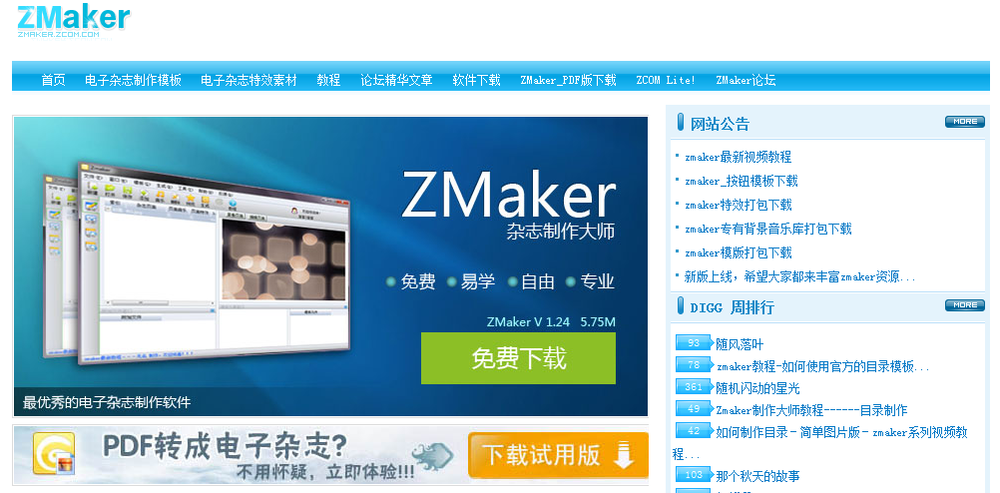 ZMaker
ZMAKER.ZCOM.COM
首页 电子杂志制作模板 电子杂志特效素材 教程 论坛精华文章 软件下载 ZMaker_PDF版下载 ZCOM Lite! ZMaker论坛
ZMaker
杂志制作大师
免费 易学 自由 专业
ZMaker V 1.24 5.75M
免费下载
最优秀的电子杂志制作软件
PDF转成电子杂志?
不用怀疑，立即体验!!!
下载试用版
网站公告 MORE
zmaker最新视频教程
zmaker_按钮模板下载
zmaker特效打包下载
zmaker专有背景音乐库打包下载
zmaker模版打包下载
新版上线，希望大家都来丰富zmaker资源...
DIGG 周排行 MORE
93 随风落叶
78 zmaker教程-如何使用官方的目录模板...
361 随机闪动的星光
49 Zmaker制作大师教程------目录制作
42 如何制作目录－简单图片版－zmaker系列视频教
程...
103 那个秋天的故事